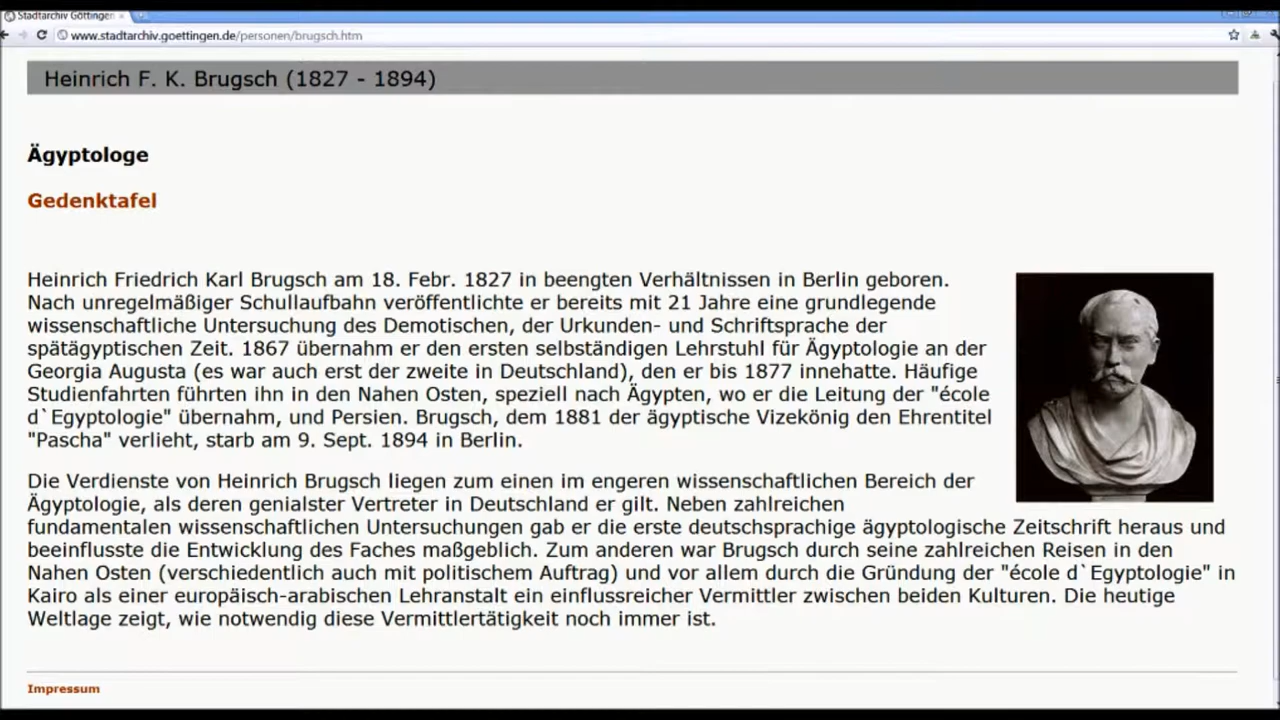 Stadtarchiv Göttingen
www.stadtarchiv.goettingen.de/personen/brugsch.htm
Heinrich F. K. Brugsch (1827 - 1894)
Ägyptologe
Gedenktafel
Heinrich Friedrich Karl Brugsch am 18. Febr. 1827 in beengten Verhältnissen in Berlin geboren.
Nach unregelmäßiger Schullaufbahn veröffentlichte er bereits mit 21 Jahre eine grundlegende
wissenschaftliche Untersuchung des Demotischen, der Urkunden- und Schriftsprache der
spätägyptischen Zeit. 1867 übernahm er den ersten selbständigen Lehrstuhl für Ägyptologie an der
Georgia Augusta (es war auch erst der zweite in Deutschland), den er bis 1877 innehatte. Häufige
Studienfahrten führten ihn in den Nahen Osten, speziell nach Ägypten, wo er die Leitung der "école
d`Egyptologie" übernahm, und Persien. Brugsch, dem 1881 der ägyptische Vizekönig den Ehrentitel
"Pascha" verlieht, starb am 9. Sept. 1894 in Berlin.
Die Verdienste von Heinrich Brugsch liegen zum einen im engeren wissenschaftlichen Bereich der
Ägyptologie, als deren genialster Vertreter in Deutschland er gilt. Neben zahlreichen
fundamentalen wissenschaftlichen Untersuchungen gab er die erste deutschsprachige ägyptologische Zeitschrift heraus und
beeinflusste die Entwicklung des Faches maßgeblich. Zum anderen war Brugsch durch seine zahlreichen Reisen in den
Nahen Osten (verschiedentlich auch mit politischem Auftrag) und vor allem durch die Gründung der "école d`Egyptologie" in
Kairo als einer europäisch-arabischen Lehranstalt ein einflussreicher Vermittler zwischen beiden Kulturen. Die heutige
Weltlage zeigt, wie notwendig diese Vermittlertätigkeit noch immer ist.
Impressum